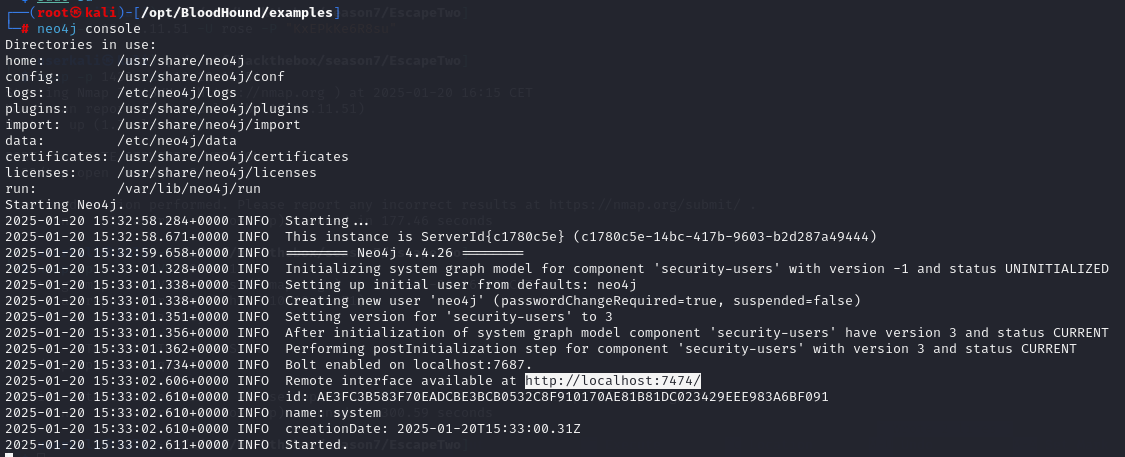 ┌──(root㉿kali)-[/opt/BloodHound/examples]
└─# neo4j console
Directories in use:
home:         /usr/share/neo4j
config:       /usr/share/neo4j/conf
logs:         /etc/neo4j/logs
plugins:      /usr/share/neo4j/plugins
import:       /usr/share/neo4j/import
data:         /etc/neo4j/data
certificates: /usr/share/neo4j/certificates
licenses:     /usr/share/neo4j/licenses
run:          /var/lib/neo4j/run
Starting Neo4j.
2025-01-20 15:32:58.284+0000 INFO  Starting...
2025-01-20 15:32:58.671+0000 INFO  This instance is ServerId{c1780c5e} (c1780c5e-14bc-417b-9603-b2d287a49444)
2025-01-20 15:32:59.658+0000 INFO  ======== Neo4j 4.4.26 ========
2025-01-20 15:33:01.328+0000 INFO  Initializing system graph model for component 'security-users' with version -1 and status UNINITIALIZED
2025-01-20 15:33:01.338+0000 INFO  Setting up initial user from defaults: neo4j
2025-01-20 15:33:01.338+0000 INFO  Creating new user 'neo4j' (passwordChangeRequired=true, suspended=false)
2025-01-20 15:33:01.351+0000 INFO  Setting version for 'security-users' to 3
2025-01-20 15:33:01.356+0000 INFO  After initialization of system graph model component 'security-users' have version 3 and status CURRENT
2025-01-20 15:33:01.362+0000 INFO  Performing postInitialization step for component 'security-users' with version 3 and status CURRENT
2025-01-20 15:33:01.734+0000 INFO  Bolt enabled on localhost:7687.
2025-01-20 15:33:02.606+0000 INFO  Remote interface available at http://localhost:7474/
2025-01-20 15:33:02.610+0000 INFO  id: AE3FC3B583F70EADCBE3BCB0532C8F910170AE81B81DC023429EEE983A6BF091
2025-01-20 15:33:02.610+0000 INFO  name: system
2025-01-20 15:33:02.610+0000 INFO  creationDate: 2025-01-20T15:33:00.31Z
2025-01-20 15:33:02.611+0000 INFO  Started.